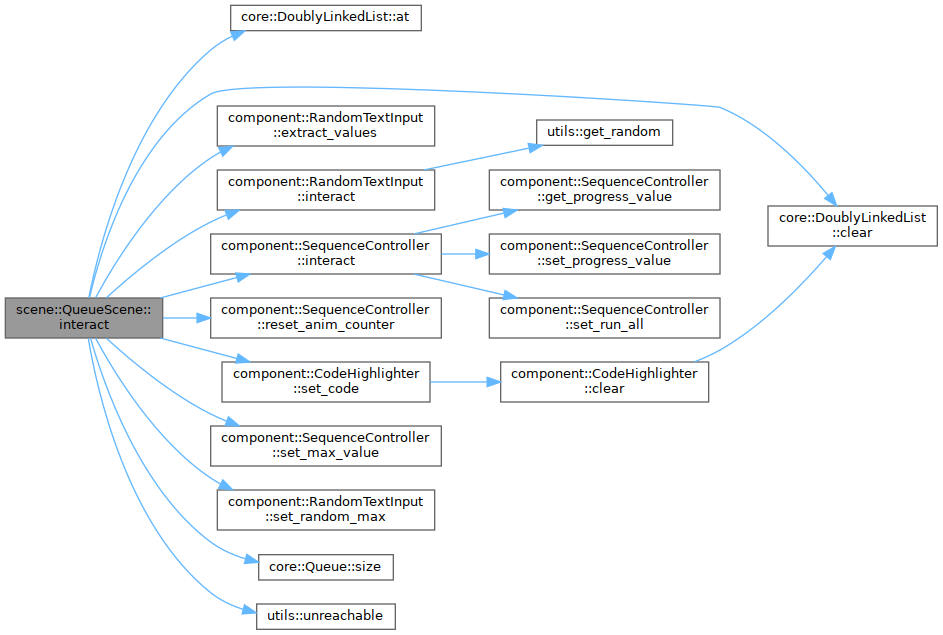 core::DoublyLinkedList::at
component::RandomTextInput
::extract_values
utils::get_random
component::RandomTextInput
::interact
component::SequenceController
::get_progress_value
core::DoublyLinkedList
::clear
component::SequenceController
::interact
component::SequenceController
::set_progress_value
scene::QueueScene::
interact
component::SequenceController
::reset_anim_counter
component::SequenceController
::set_run_all
component::CodeHighlighter
::set_code
component::CodeHighlighter
::clear
component::SequenceController
::set_max_value
component::RandomTextInput
::set_random_max
core::Queue::size
utils::unreachable